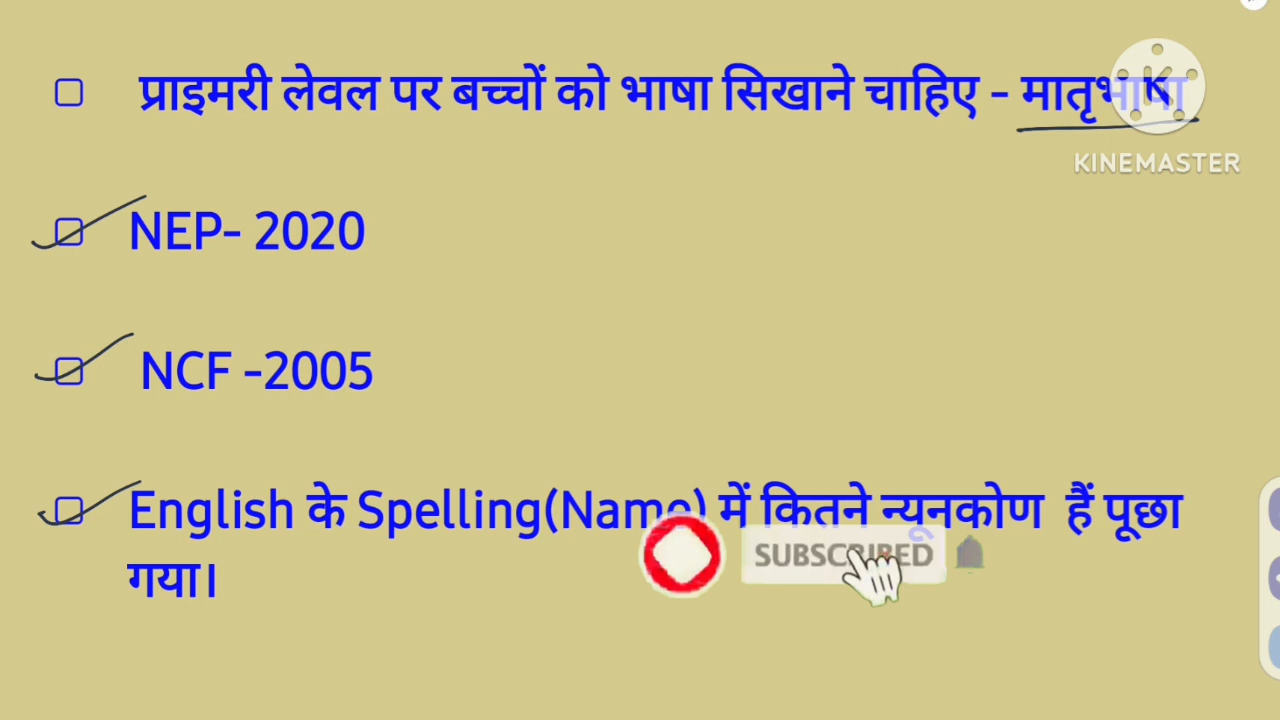 प्राइमरी लेवल पर बच्चों को भाषा सिखाने चाहिए - मातृभाषा
KINEMASTER
NEP- 2020
NCF -2005
English के Spelling(Name) में कितने न्यूनकोण हैं पूछा
SUBSCRIBED
गया।